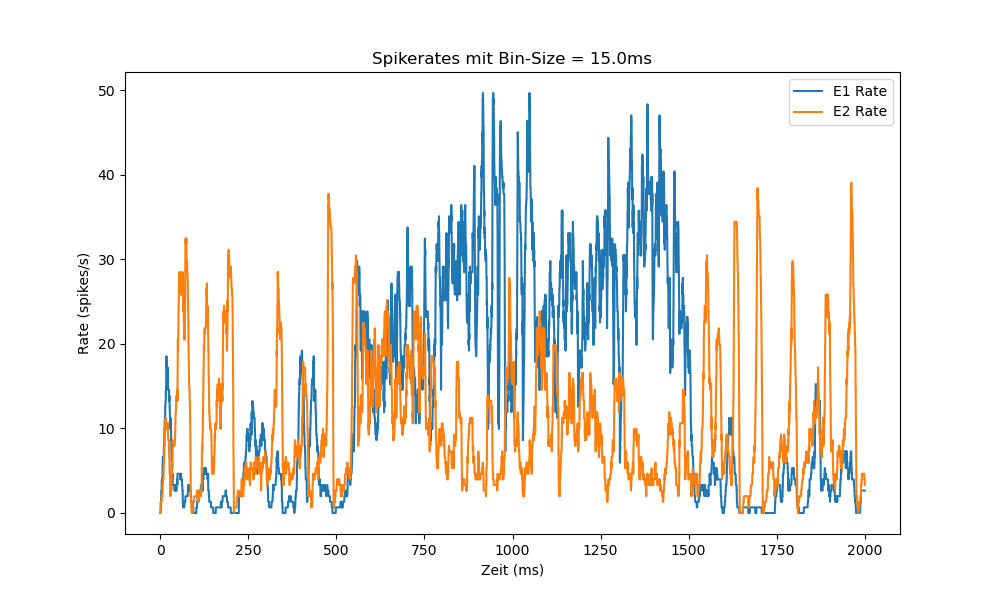 Spikerates mit Bin-Size = 15.0ms
E1 Rate
E2 Rate
50
40
30
20
10
0
Rate (spikes/s)
0 250 500 750 1000 1250 1500 1750 2000
Zeit (ms)